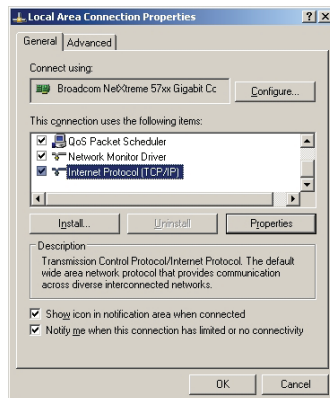 Local Area Connection Properties
General Advanced
Connect using:
Broadcom NetXtreme 57xx Gigabit Cc
Configure...
This connection uses the following items:
QoS Packet Scheduler
Network Monitor Driver
Internet Protocol (TCP/IP)
Install... Uninstall Properties
Description
Transmission Control Protocol/Internet Protocol. The default
wide area network protocol that provides communication
across diverse interconnected networks.
Show icon in notification area when connected
Notify me when this connection has limited or no connectivity
OK Cancel